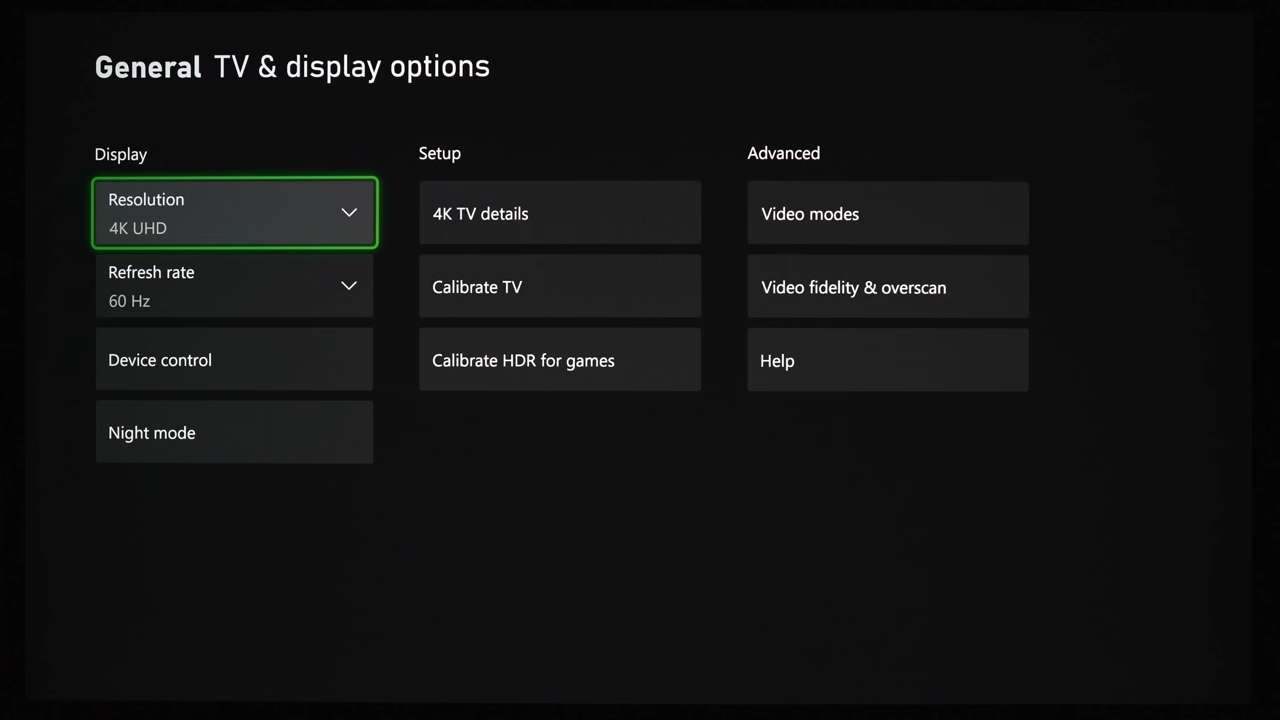 General TV & display options
Display
Resolution
4K UHD
Refresh rate
60 Hz
Device control
Night mode
Setup
4K TV details
Calibrate TV
Calibrate HDR for games
Advanced
Video modes
Video fidelity & overscan
Help